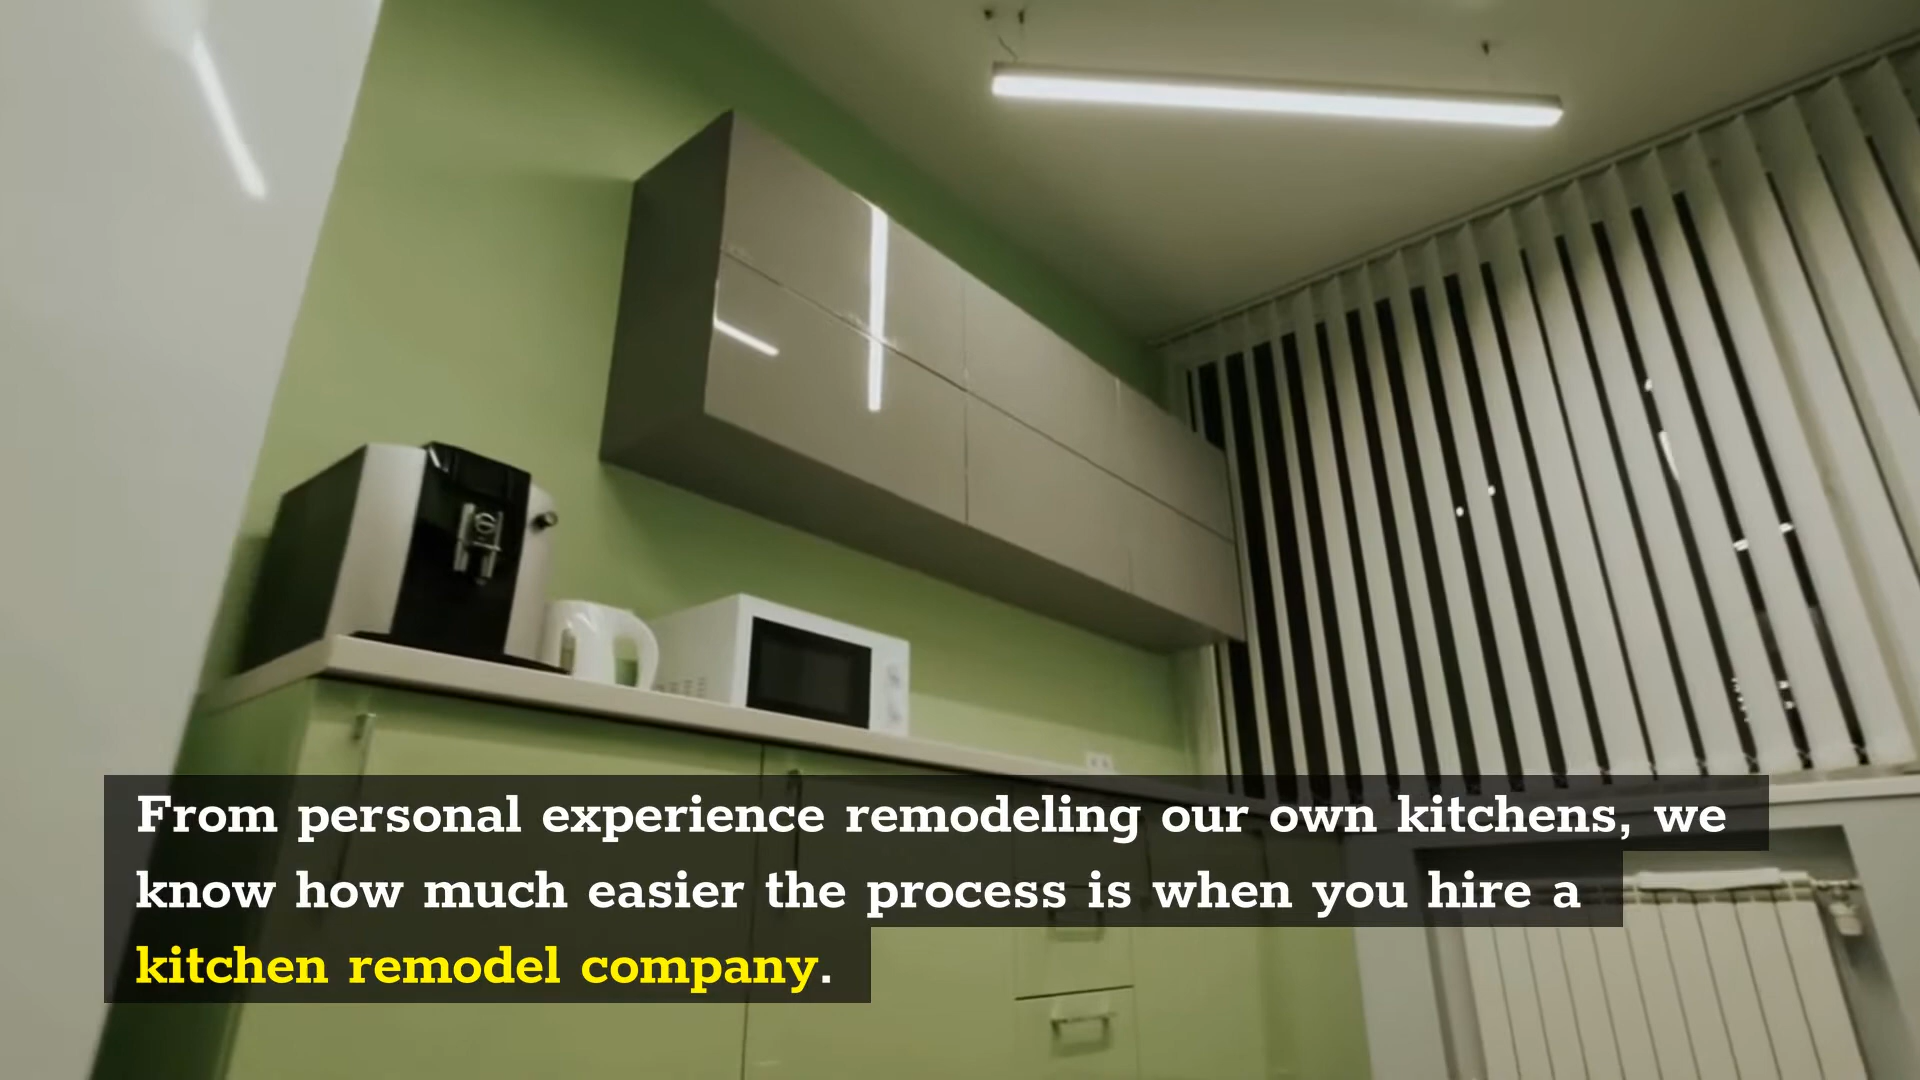 From personal experience remodeling our own kitchens, we
know how much easier the process is when you hire a
kitchen remodel company.